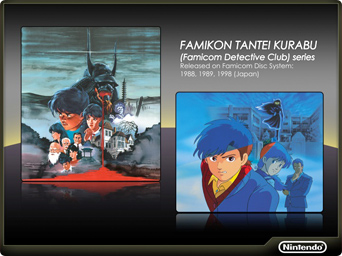 FAMIKON TANTEI KURABU
(Famicom Detective Club) series
Released on Famicom Disc System:
1988, 1989, 1998 (Japan)
Nintendo